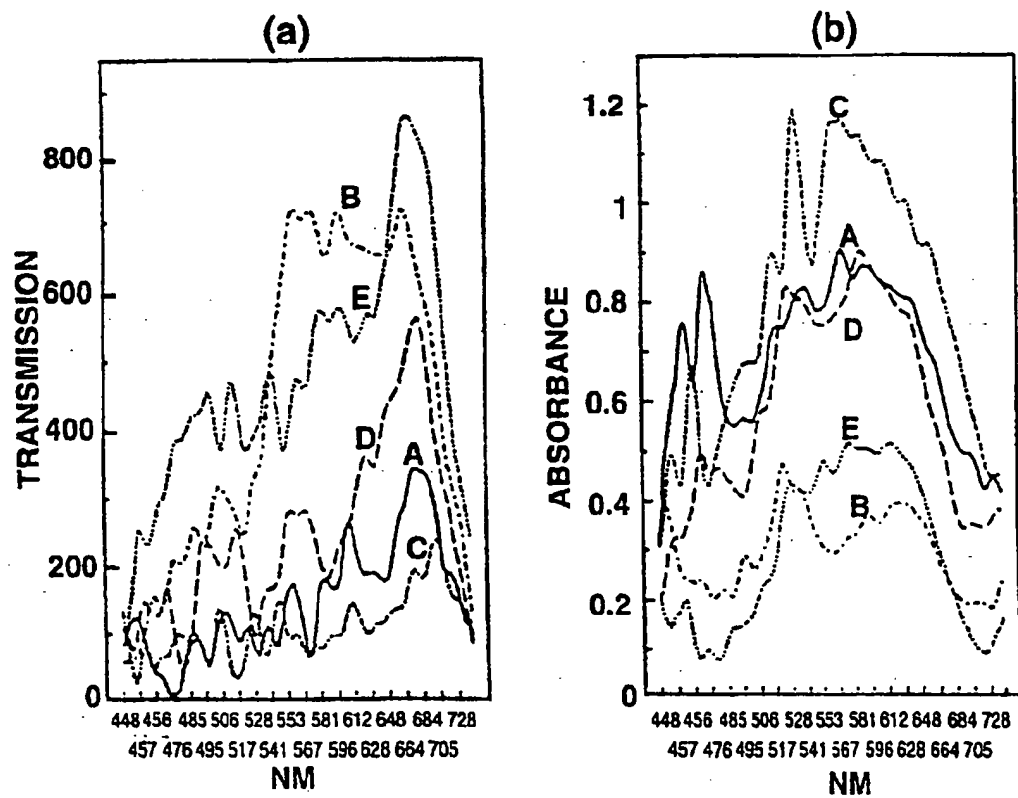 (a)
TRANSMISSION
800
600
400
200
0
B
E
D
A
C
448 456 485 506 528 553 581 612 648 684 728
457 476 495 517 541 567 596 628 664 705
NM
(b)
ABSORBANCE
1.2
1
0.8
0.6
0.4
0.2
0
C
A
D
E
B
448 456 485 506 528 553 581 612 648 684 728
457 476 495 517 541 567 596 628 664 705
NM